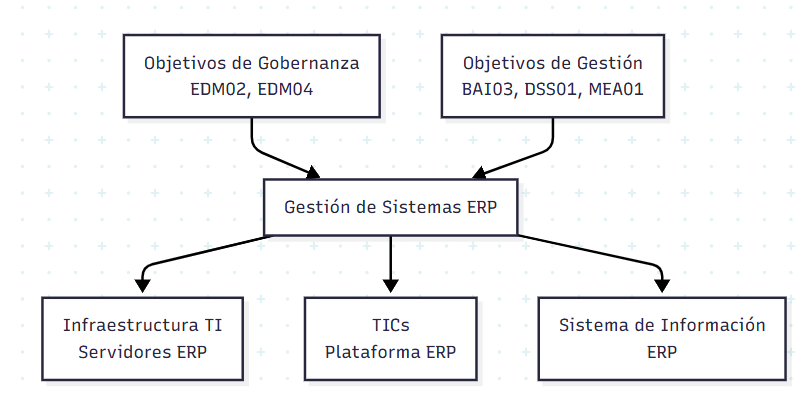 Objetivos de Gobernanza
EDM02, EDM04
Objetivos de Gestión
BAI03, DSS01, MEA01
Gestión de Sistemas ERP
Infraestructura TI
Servidores ERP
TICs
Plataforma ERP
Sistema de Información
ERP